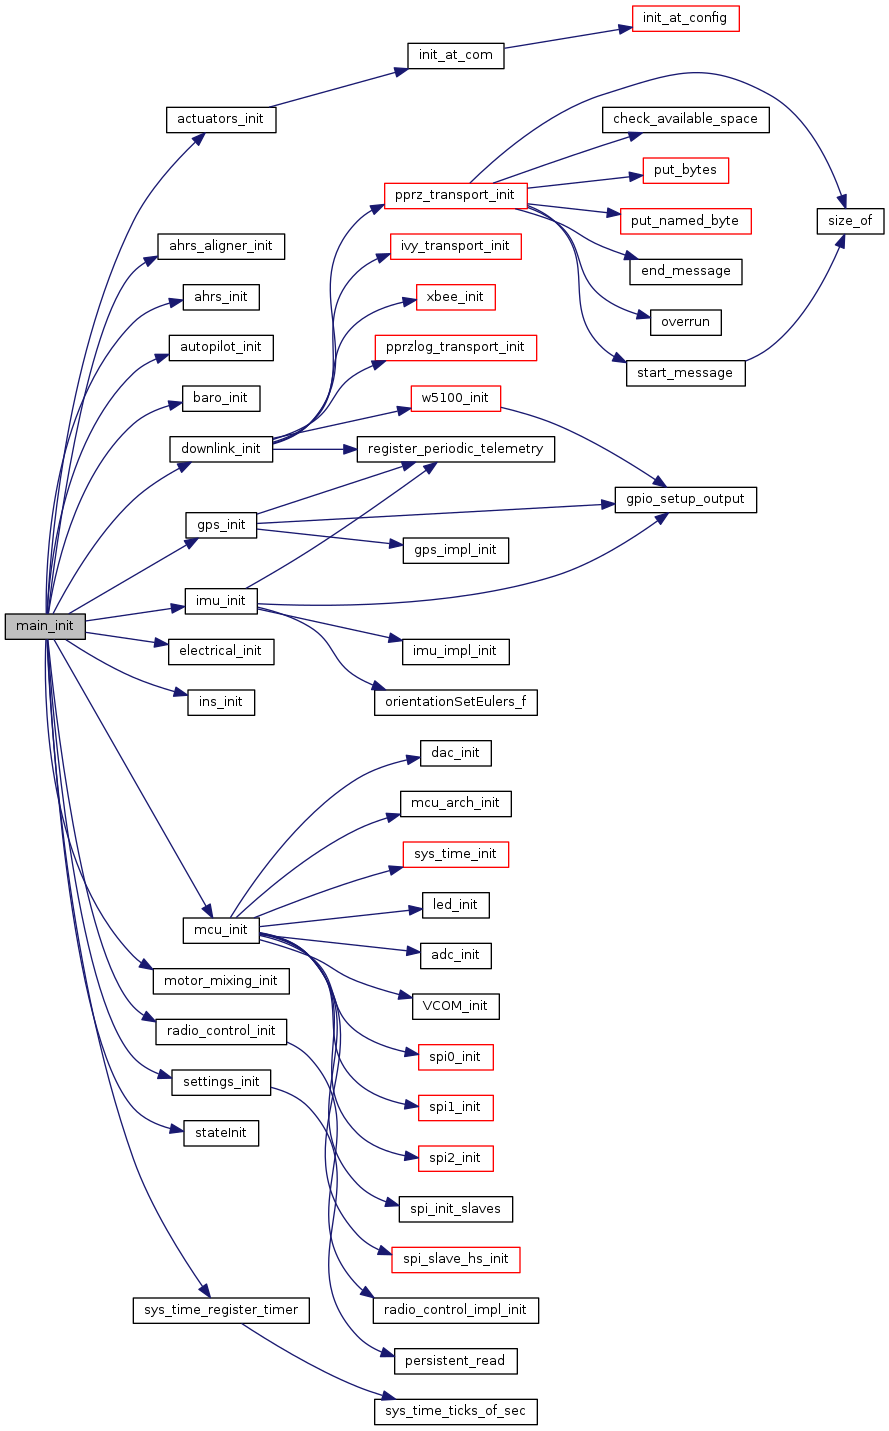 init_at_config
init_at_com
actuators_init
check_available_space
put_bytes
pprz_transport_init
put_named_byte
size_of
ahrs_aligner_init
ivy_transport_init
end_message
ahrs_init
xbee_init
overrun
autopilot_init
pprzlog_transport_init
start_message
baro_init
w5100_init
downlink_init
register_periodic_telemetry
gpio_setup_output
gps_init
gps_impl_init
imu_init
main_init
electrical_init
imu_impl_init
ins_init
orientationSetEulers_f
dac_init
mcu_arch_init
sys_time_init
led_init
mcu_init
adc_init
motor_mixing_init
VCOM_init
radio_control_init
spi0_init
settings_init
spi1_init
stateInit
spi2_init
spi_init_slaves
spi_slave_hs_init
sys_time_register_timer
radio_control_impl_init
persistent_read
sys_time_ticks_of_sec